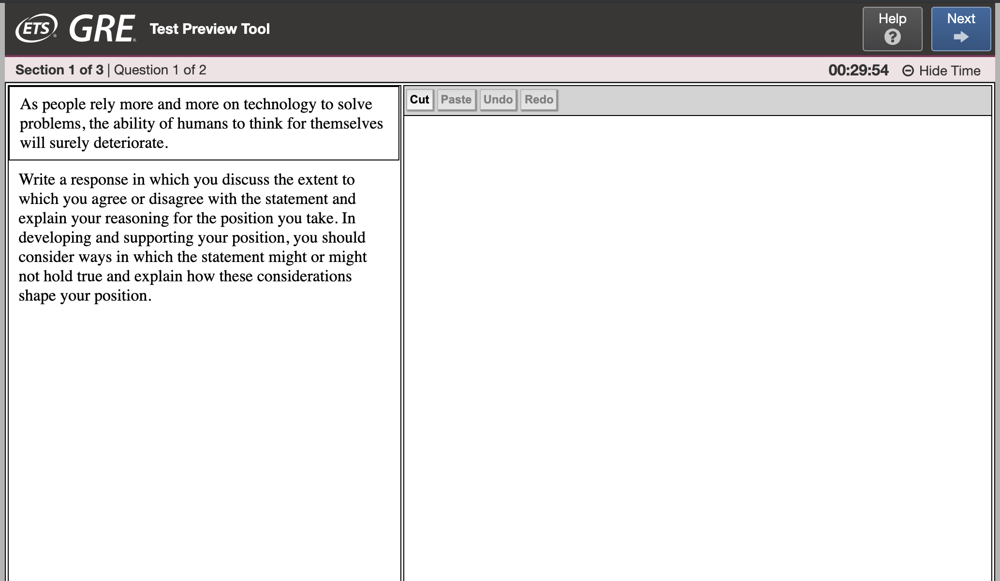 ETS GRE Test Preview Tool Help Next
Section 1 of 3 | Question 1 of 2 00:29:54 Hide Time
As people rely more and more on technology to solve
problems, the ability of humans to think for themselves
will surely deteriorate.
Write a response in which you discuss the extent to
which you agree or disagree with the statement and
explain your reasoning for the position you take. In
developing and supporting your position, you should
consider ways in which the statement might or might
not hold true and explain how these considerations
shape your position.
Cut Paste Undo Redo